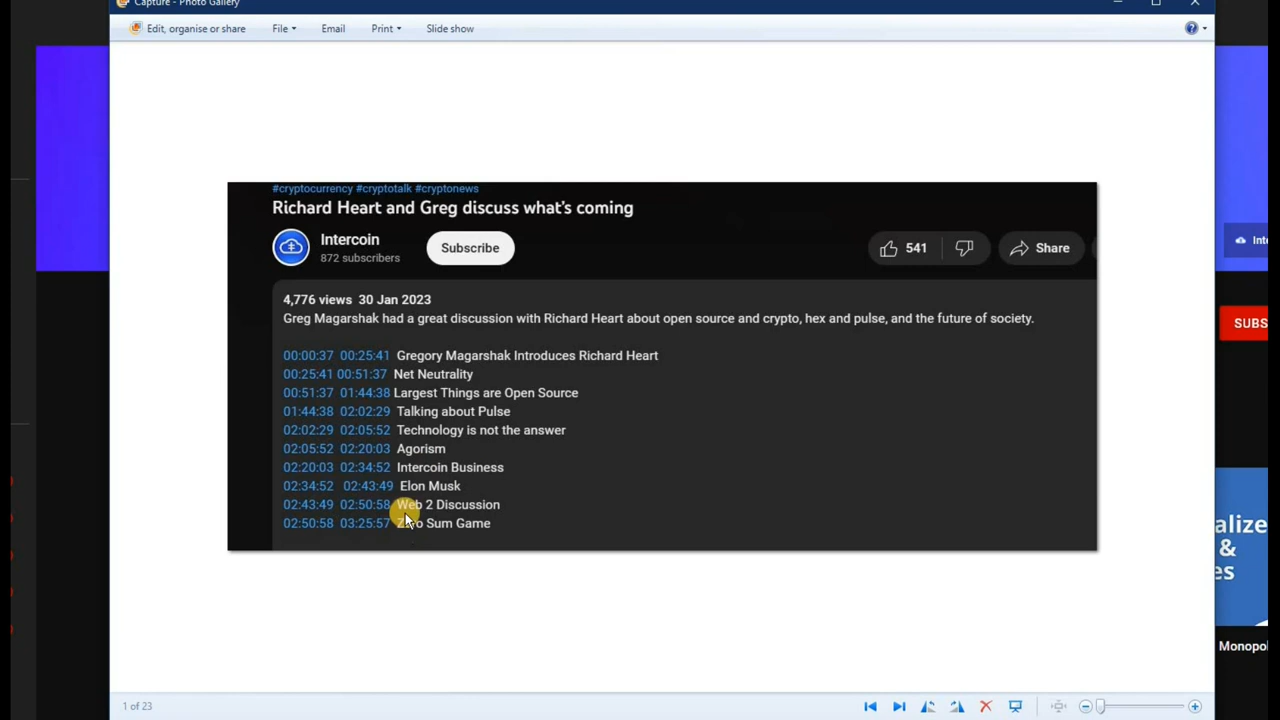 Capture - Photo Gallery
Edit, organise or share File Email Print Slide show
#cryptocurrency #cryptotalk #cryptonews
Richard Heart and Greg discuss what's coming
Intercoin
872 subscribers
Subscribe
541
Share
4,776 views 30 Jan 2023
Greg Magarshak had a great discussion with Richard Heart about open source and crypto, hex and pulse, and the future of society.
00:00:37 00:25:41 Gregory Magarshak Introduces Richard Heart
00:25:41 00:51:37 Net Neutrality
00:51:37 01:44:38 Largest Things are Open Source
01:44:38 02:02:29 Talking about Pulse
02:02:29 02:05:52 Technology is not the answer
02:05:52 02:20:03 Agorism
02:20:03 02:34:52 Intercoin Business
02:34:52 02:43:49 Elon Musk
02:43:49 02:50:58 Web 2 Discussion
02:50:58 03:25:57 Zero Sum Game
Int
SUBS
alize
&
es
Monopol
1 of 23